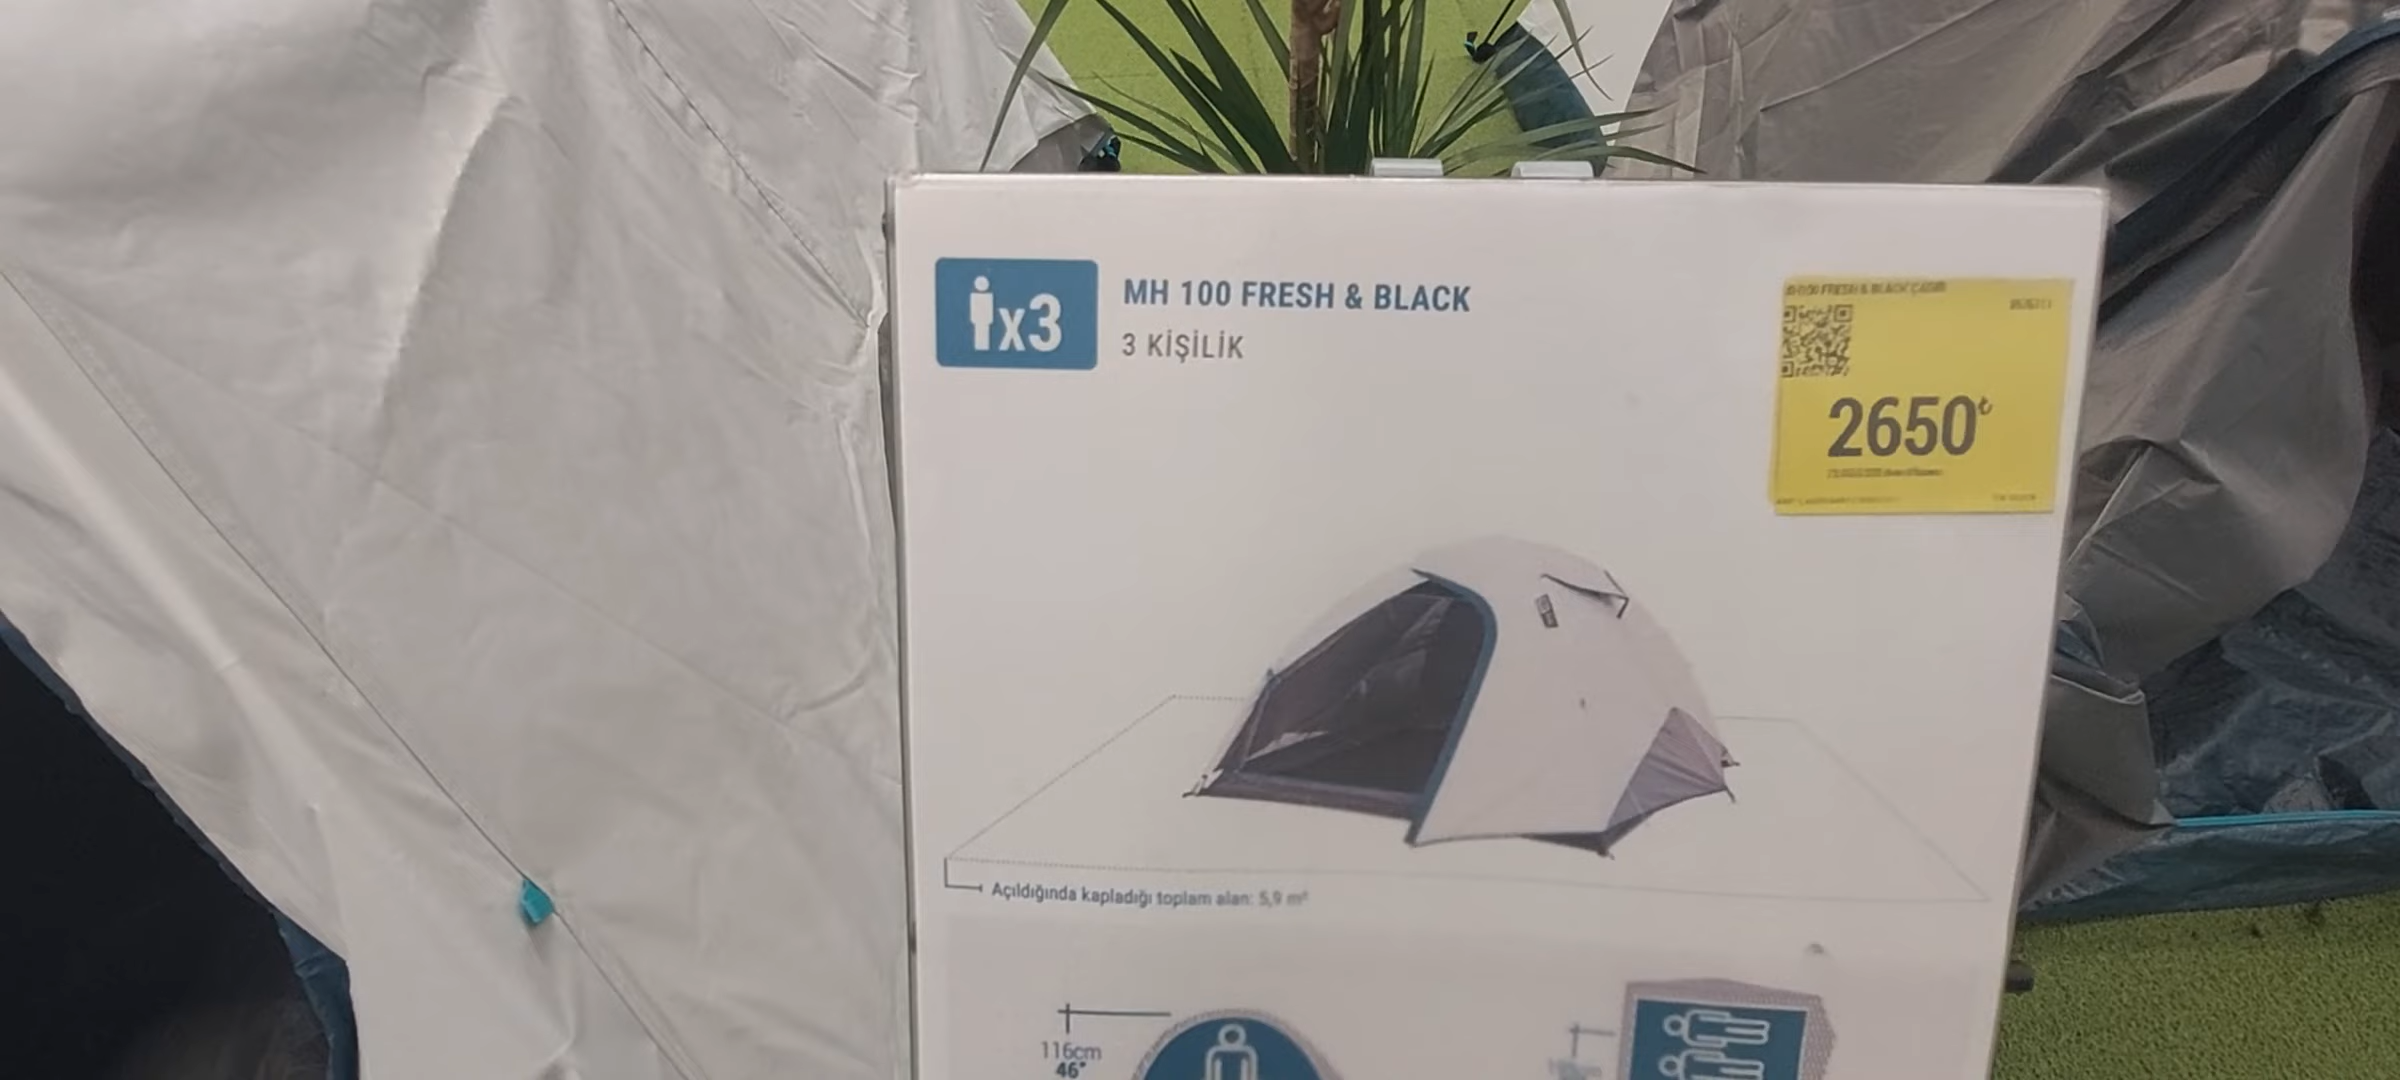 x3
MH 100 FRESH & BLACK
3 KİŞİLİK
2650₺
Açıldığında kapladığı toplam alan: 5,9 m²
116cm
46"